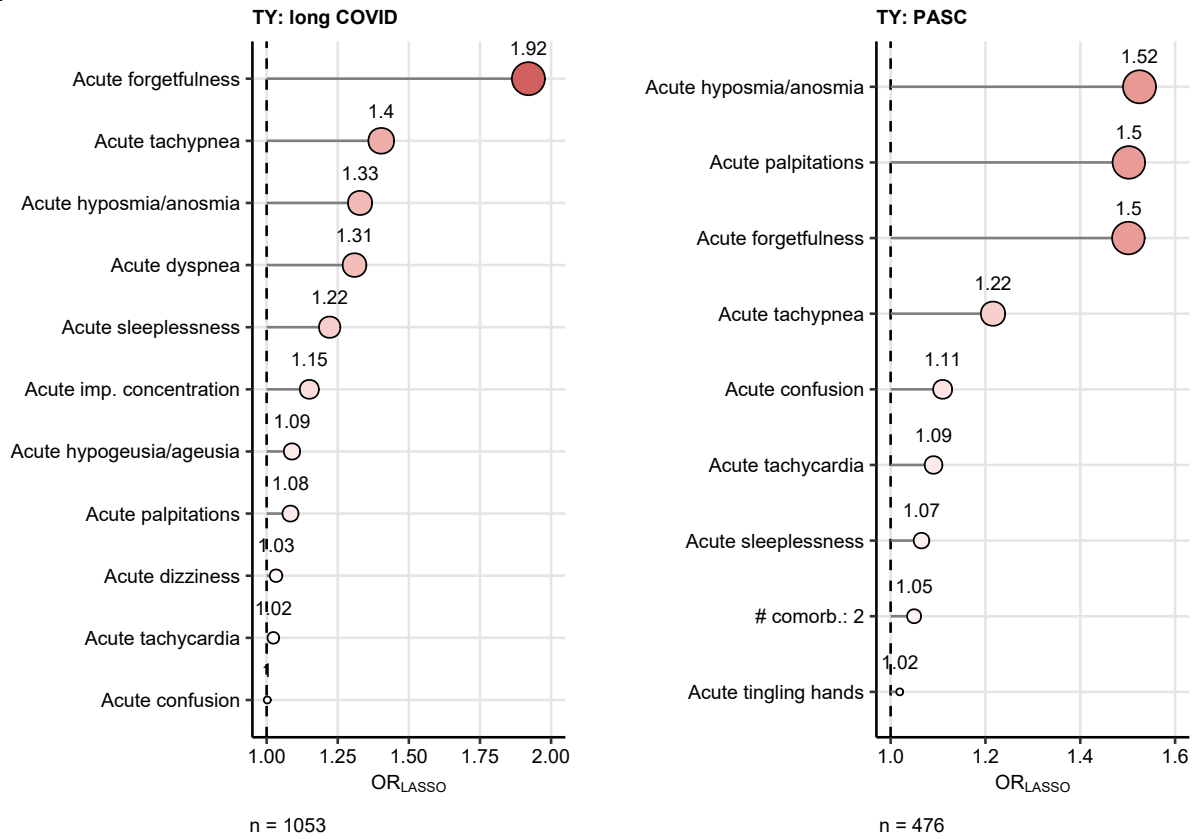 TY: long COVID
1.92
Acute forgetfulness
1.4
Acute tachypnea
1.33
Acute hyposmia/anosmia
1.31
Acute dyspnea
1.22
Acute sleeplessness
1.15
Acute imp. concentration
1.09
Acute hypogeusia/ageusia
1.08
Acute palpitations
1.03
Acute dizziness
1.02
Acute tachycardia
1
Acute confusion
1.00 1.25 1.50 1.75 2.00
ORLASSO
n = 1053
TY: PASC
1.52
Acute hyposmia/anosmia
1.5
Acute palpitations
1.5
Acute forgetfulness
1.22
Acute tachypnea
1.11
Acute confusion
1.09
Acute tachycardia
1.07
Acute sleeplessness
1.05
# comorb.: 2
1.02
Acute tingling hands
1.0 1.2 1.4 1.6
ORLASSO
n = 476